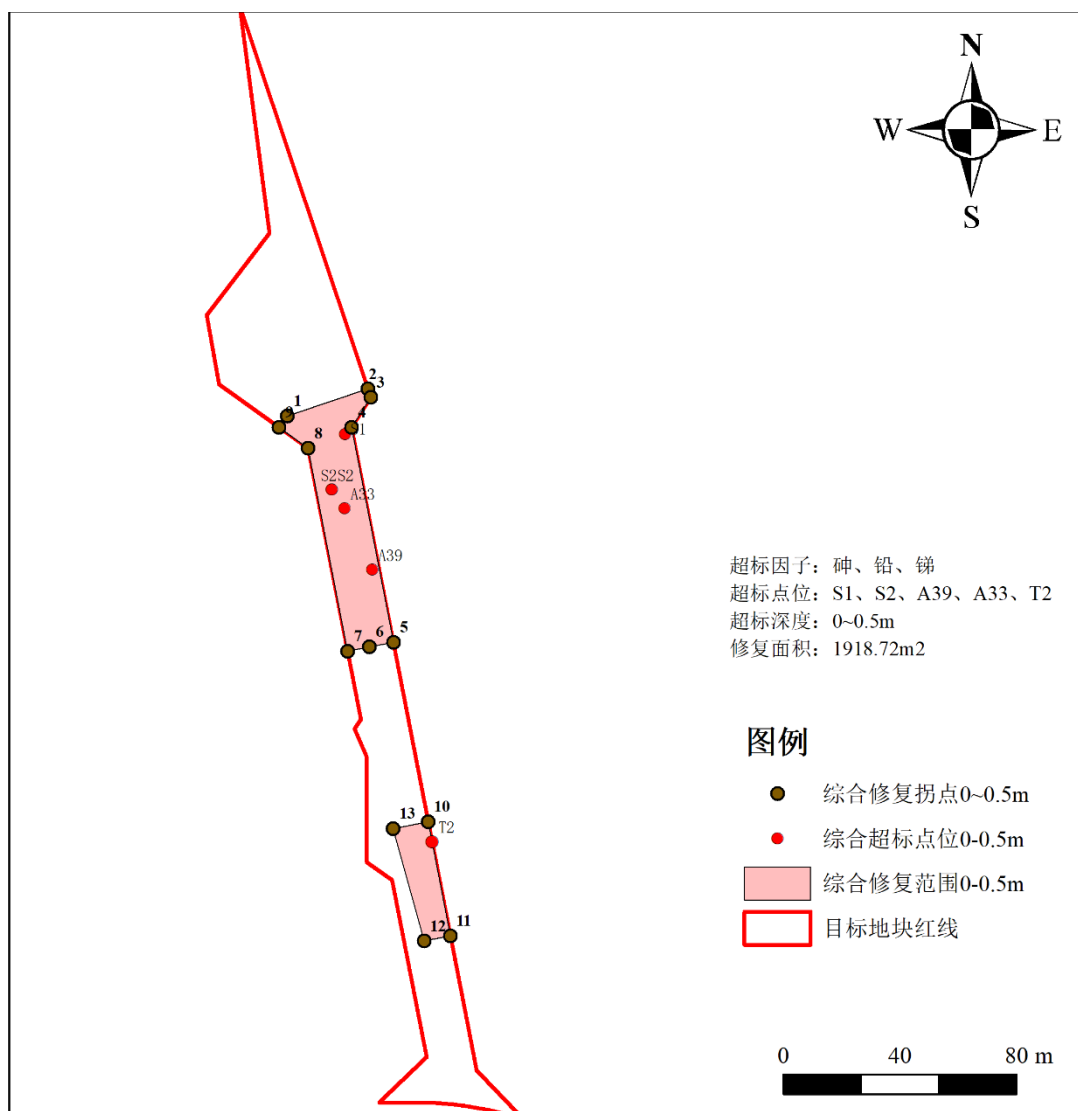 N
W E
S
2
3
1
9
4
S1
8
S2S2
A33
A39
5
6
7
10
13
T2
11
12
超标因子：砷、铅、锑
超标点位：S1、S2、A39、A33、T2
超标深度：0~0.5m
修复面积：1918.72m2
图例
综合修复拐点0~0.5m
综合超标点位0-0.5m
综合修复范围0-0.5m
目标地块红线
0 40 80 m